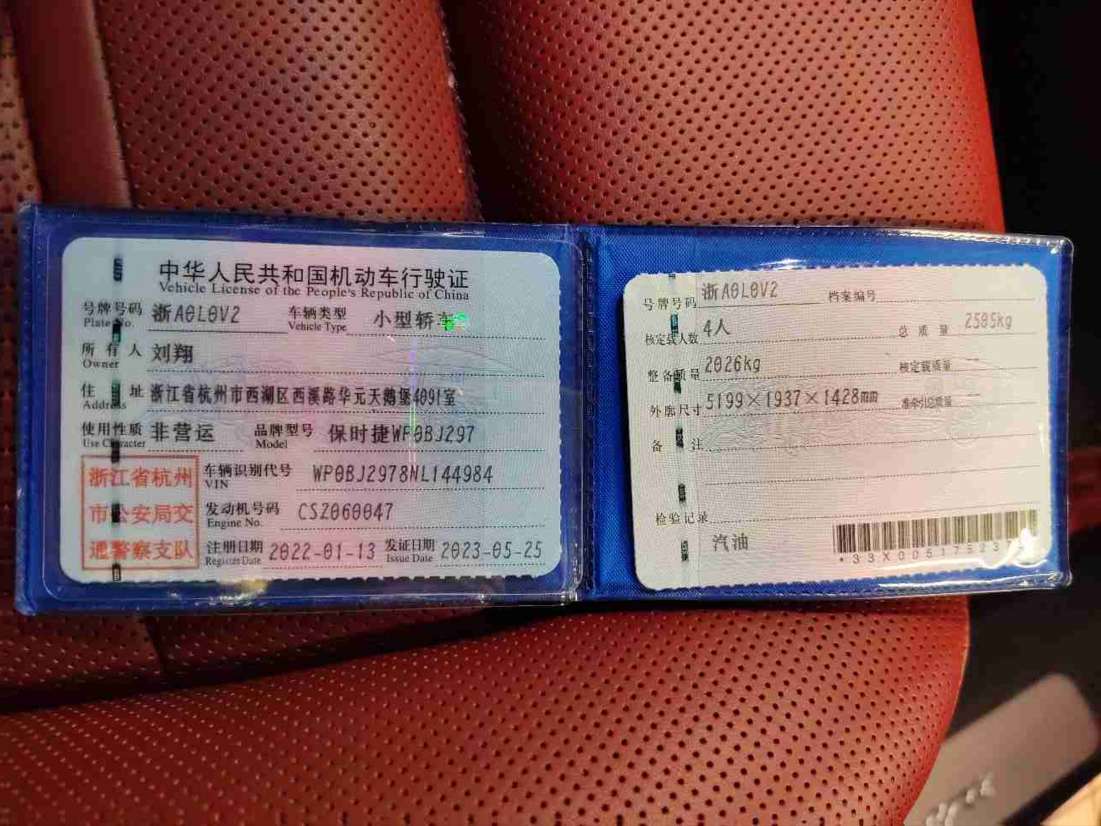 中华人民共和国机动车行驶证
Vehicle License of the People's Republic of China
号牌号码 浙A0L0V2 车辆类型 小型轿车
Plate No. Vehicle Type
所有人 刘翔
Owner
住址 浙江省杭州市西湖区西溪路华元天鹅堡4091室
Address
使用性质 非营运 品牌型号 保时捷WP0BJ297
Use Character Model
浙江省杭州
市公安局交
通警察支队
车辆识别代号 WP0BJ2978NL144984
VIN
发动机号码 CSZ060047
Engine No.
注册日期 2022-01-13 发证日期 2023-05-25
Register Date Issue Date
号牌号码 浙A0L0V2 档案编号
核定载人数 4人 总质量 2585kg
整备质量 2026kg 核定载质量
外廓尺寸 5199×1937×1428mm 准牵引总质量
备注
检验记录
汽油